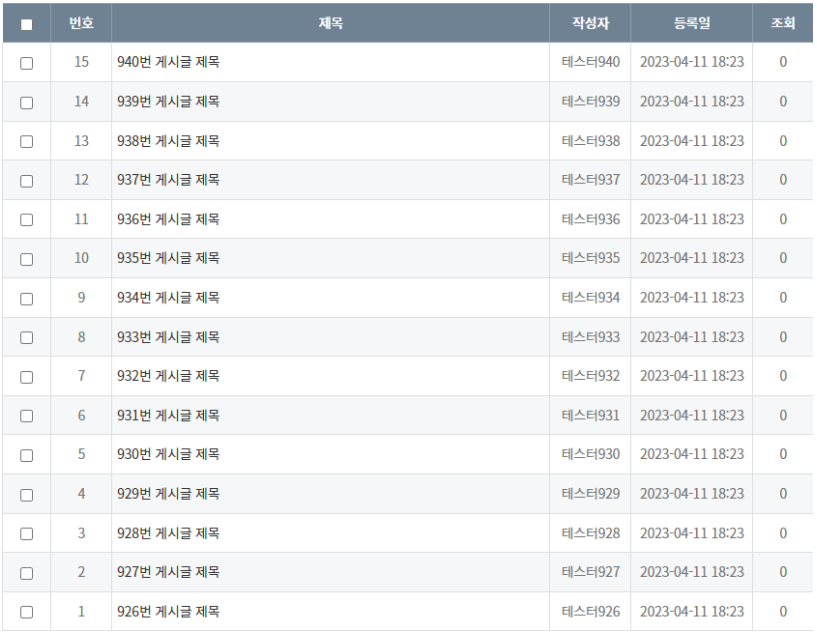 번호 제목 작성자 등록일 조회
15 940번 게시글 제목 테스터940 2023-04-11 18:23 0
14 939번 게시글 제목 테스터939 2023-04-11 18:23 0
13 938번 게시글 제목 테스터938 2023-04-11 18:23 0
12 937번 게시글 제목 테스터937 2023-04-11 18:23 0
11 936번 게시글 제목 테스터936 2023-04-11 18:23 0
10 935번 게시글 제목 테스터935 2023-04-11 18:23 0
9 934번 게시글 제목 테스터934 2023-04-11 18:23 0
8 933번 게시글 제목 테스터933 2023-04-11 18:23 0
7 932번 게시글 제목 테스터932 2023-04-11 18:23 0
6 931번 게시글 제목 테스터931 2023-04-11 18:23 0
5 930번 게시글 제목 테스터930 2023-04-11 18:23 0
4 929번 게시글 제목 테스터929 2023-04-11 18:23 0
3 928번 게시글 제목 테스터928 2023-04-11 18:23 0
2 927번 게시글 제목 테스터927 2023-04-11 18:23 0
1 926번 게시글 제목 테스터926 2023-04-11 18:23 0